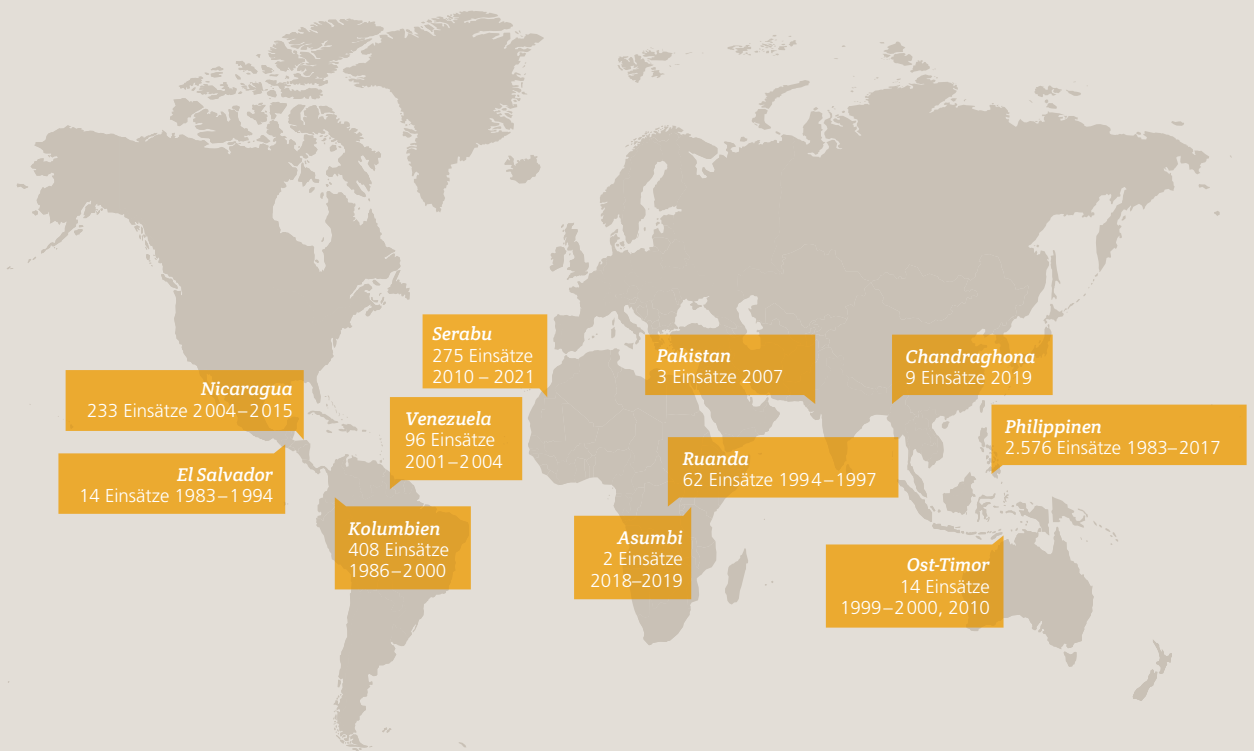 Serabu
275 Einsätze
2010 – 2021
Pakistan
3 Einsätze 2007
Chandraghona
9 Einsätze 2019
Nicaragua
233 Einsätze 2004–2015
Venezuela
96 Einsätze
2001–2004
Philippinen
2.576 Einsätze 1983–2017
El Salvador
14 Einsätze 1983–1994
Ruanda
62 Einsätze 1994–1997
Kolumbien
408 Einsätze
1986–2000
Asumbi
2 Einsätze
2018–2019
Ost-Timor
14 Einsätze
1999–2000, 2010